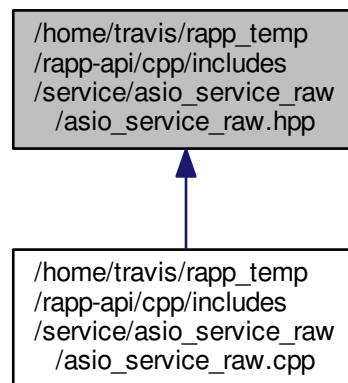 /home/travis/rapp_temp
/rapp-api/cpp/includes
/service/asio_service_raw
/asio_service_raw.hpp
/home/travis/rapp_temp
/rapp-api/cpp/includes
/service/asio_service_raw
/asio_service_raw.cpp